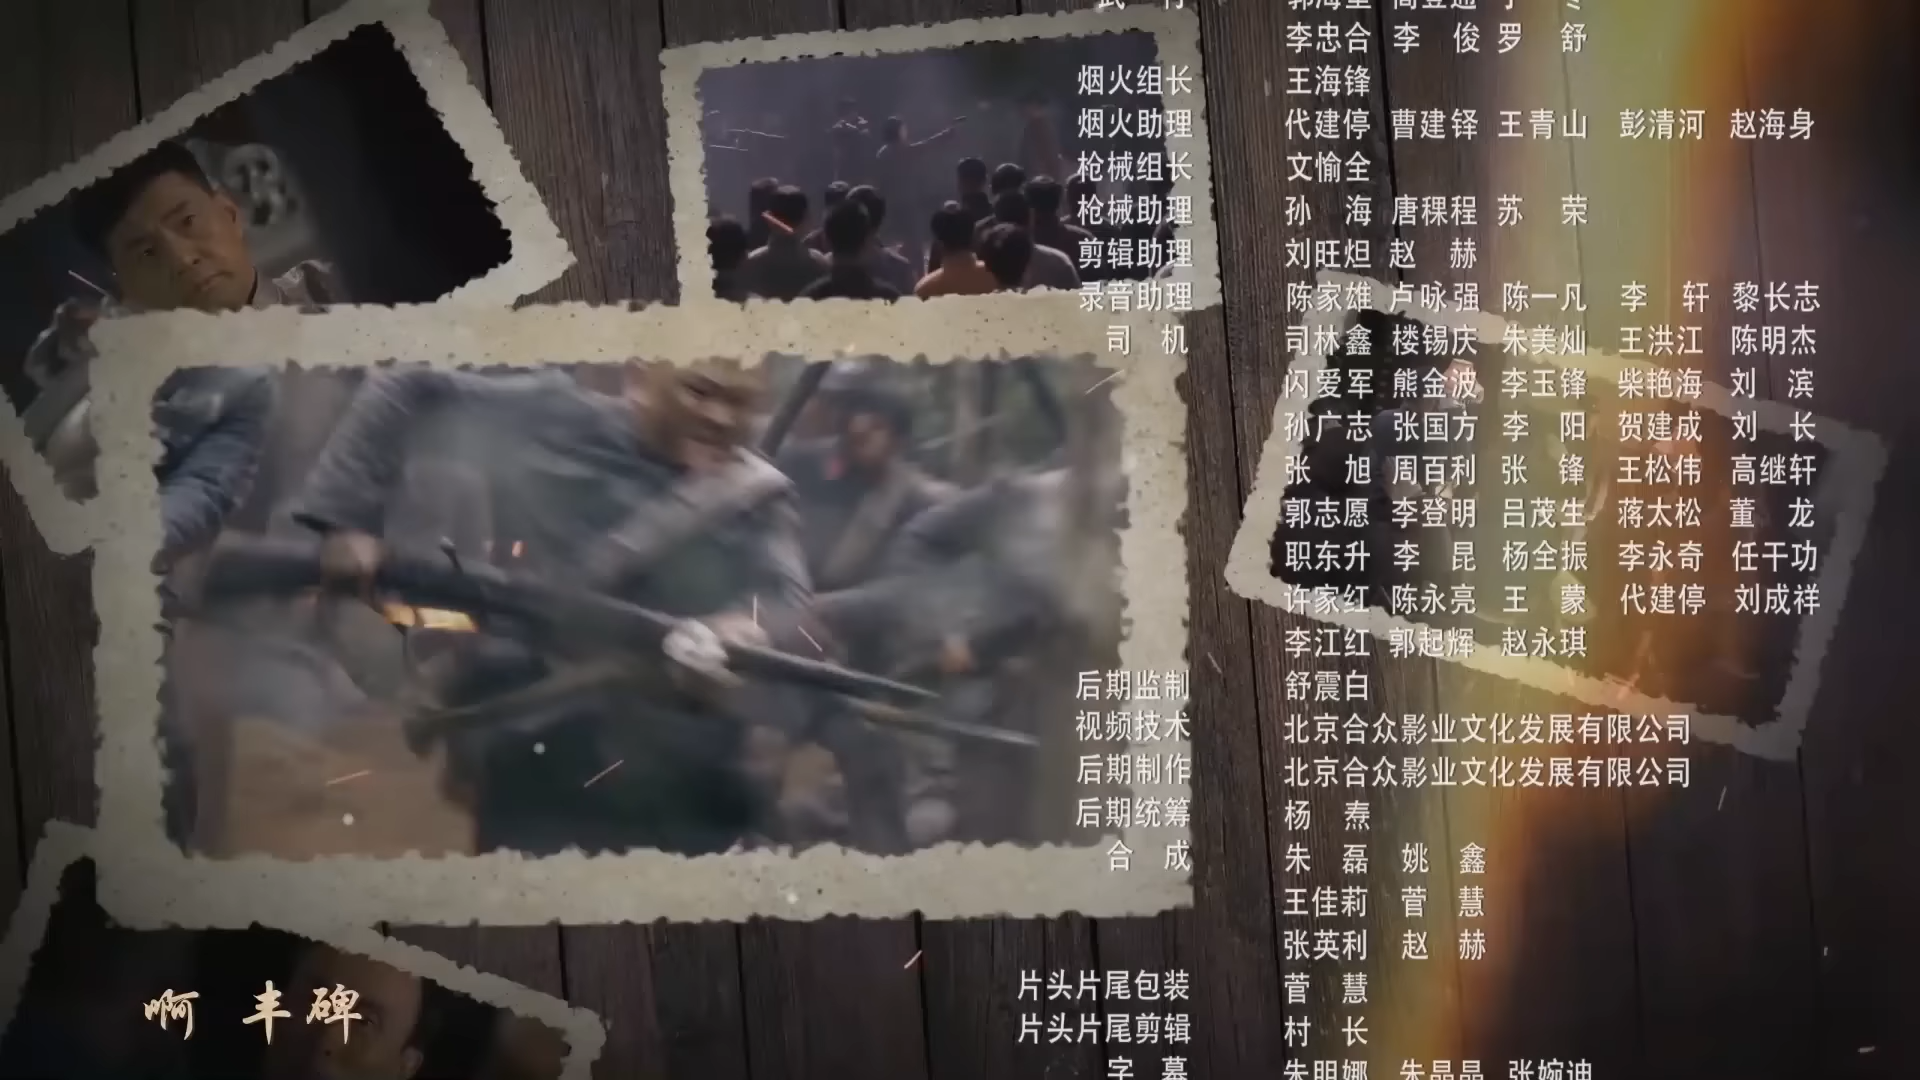 李忠合 李 俊 罗 舒
烟火组长 王海锋
烟火助理 代建停 曹建铎 王青山 彭清河 赵海身
枪械组长 文愉全
枪械助理 孙 海 唐稞程 苏 荣
剪辑助理 刘旺炟 赵 赫
录音助理 陈家雄 卢咏强 陈一凡 李 轩 黎长志
司 机 司林鑫 楼锡庆 朱美灿 王洪江 陈明杰
闪爱军 熊金波 李玉锋 柴艳海 刘 滨
孙广志 张国方 李 阳 贺建成 刘 长
张 旭 周百利 张 锋 王松伟 高继轩
郭志愿 李登明 吕茂生 蒋太松 董 龙
职东升 李 昆 杨全振 李永奇 任干功
许家红 陈永亮 王 蒙 代建停 刘成祥
李江红 郭起辉 赵永琪
后期监制 舒震白
视频技术 北京合众影业文化发展有限公司
后期制作 北京合众影业文化发展有限公司
后期统筹 杨 焘
合 成 朱 磊 姚 鑫
王佳莉 菅 慧
张英利 赵 赫
片头片尾包装 菅 慧
片头片尾剪辑 村 长
字 幕 朱明娜 朱晶晶 张婉迪
啊 丰碑